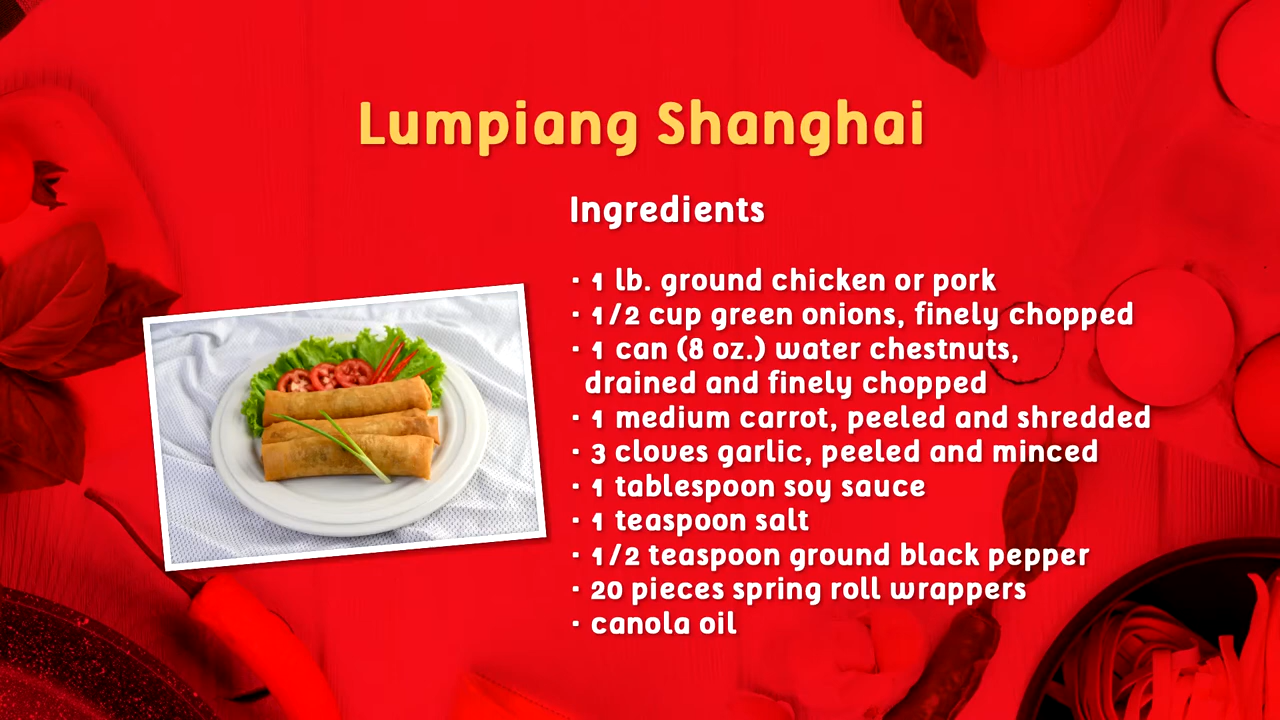 Lumpiang Shanghai
Ingredients
· 1 lb. ground chicken or pork
· 1/2 cup green onions, finely chopped
· 1 can (8 oz.) water chestnuts,
drained and finely chopped
· 1 medium carrot, peeled and shredded
· 3 cloves garlic, peeled and minced
· 1 tablespoon soy sauce
· 1 teaspoon salt
· 1/2 teaspoon ground black pepper
· 20 pieces spring roll wrappers
· canola oil